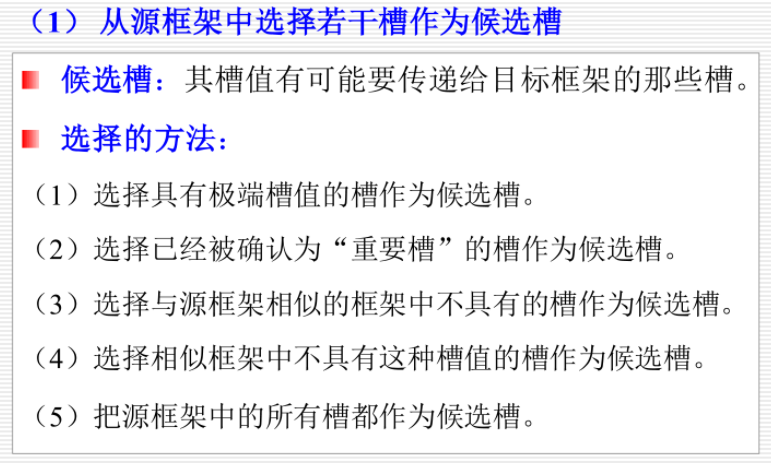 （1） 从源框架中选择若干槽作为候选槽
候选槽：其槽值有可能要传递给目标框架的那些槽。
选择的方法：
（1）选择具有极端槽值的槽作为候选槽。
（2）选择已经被确认为“重要槽”的槽作为候选槽。
（3）选择与源框架相似的框架中不具有的槽作为候选槽。
（4）选择相似框架中不具有这种槽值的槽作为候选槽。
（5）把源框架中的所有槽都作为候选槽。